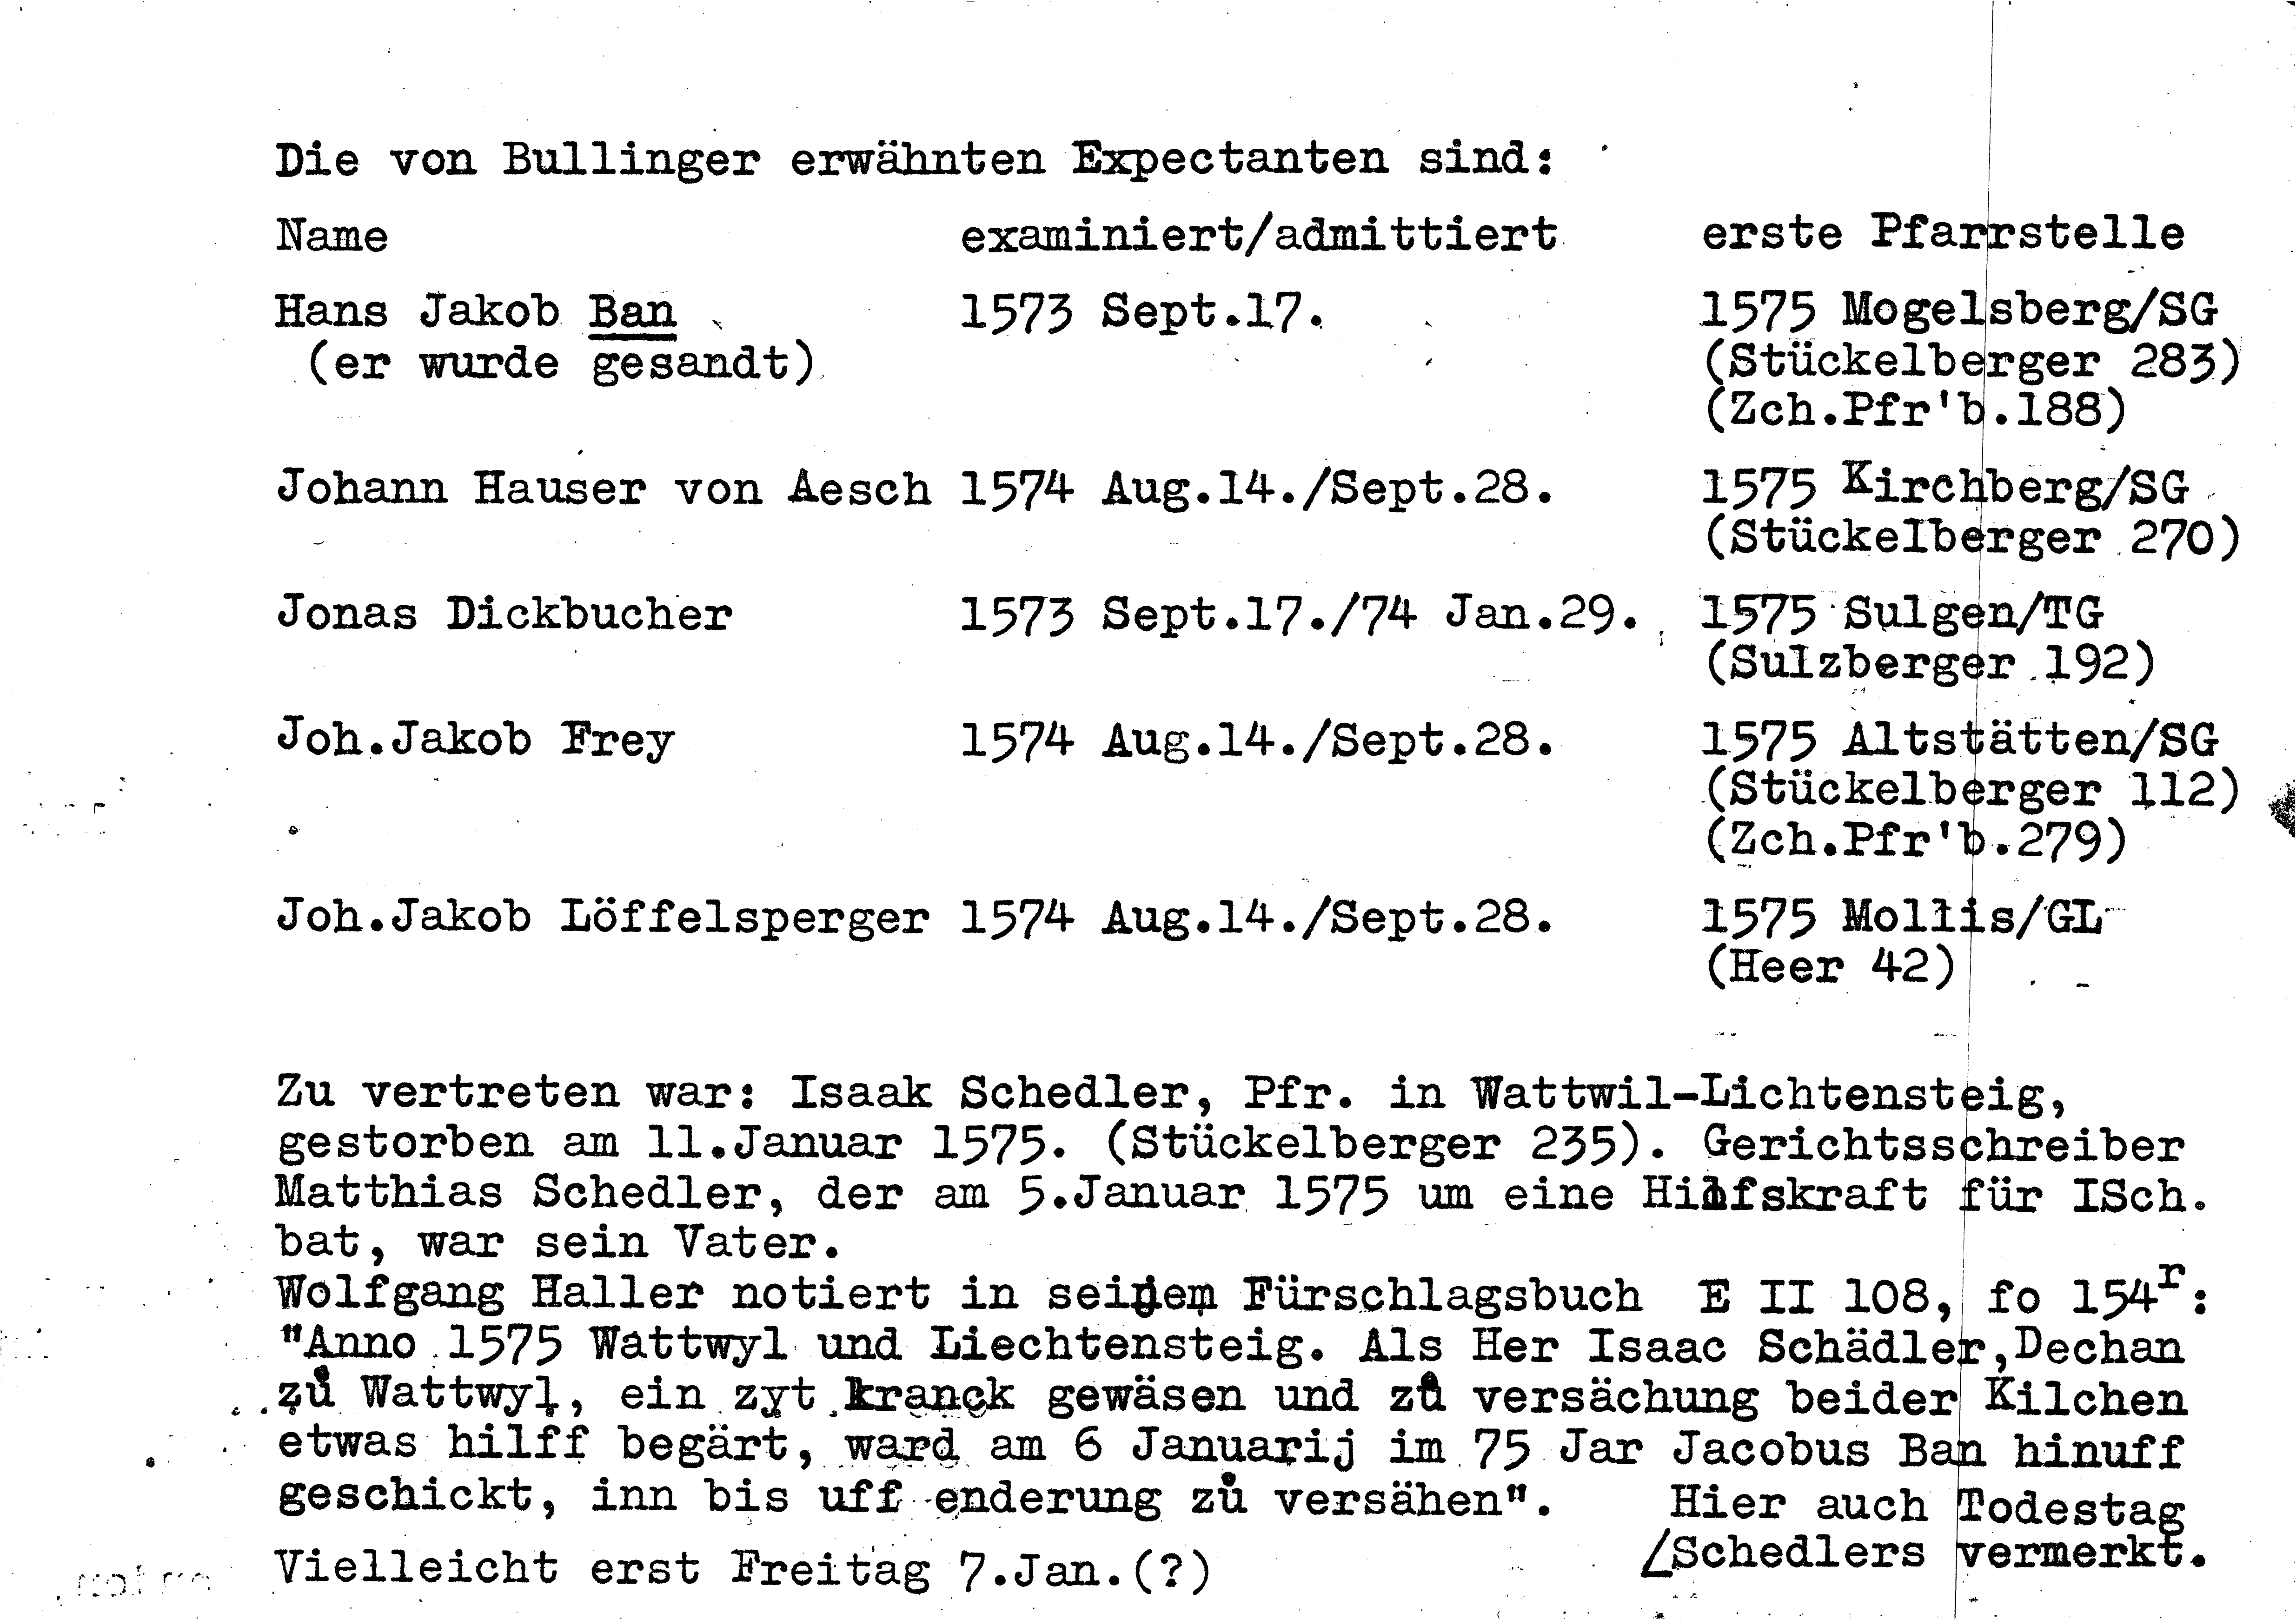 Die von Bullinger erwähnten Expectanten sind:
Name examiniert/admittiert erste Pfarrstelle
Hans Jakob Ban 1573 Sept.17. 1575 Mogelsberg/SG
(er wurde gesandt) (Stückelberger 283)
(Zch.Pfr'b.188)
Johann Hauser von Aesch 1574 Aug.14./Sept.28. 1575 Kirchberg/SG
(Stückelberger 270)
Jonas Dickbucher 1573 Sept.17./74 Jan.29. 1575 Sulgen/TG
(Sulzberger 192)
Joh.Jakob Frey 1574 Aug.14./Sept.28. 1575 Altstätten/SG
(Stückelberger 112)
(Zch.Pfr'b.279)
Joh.Jakob Löffelsperger 1574 Aug.14./Sept.28. 1575 Mollis/GL
(Heer 42)
Zu vertreten war: Isaak Schedler, Pfr. in Wattwil-Lichtensteig,
gestorben am 11.Januar 1575. (Stückelberger 235). Gerichtsschreiber
Matthias Schedler, der am 5.Januar 1575 um eine Hilfskraft für ISch.
bat, war sein Vater.
Wolfgang Haller notiert in seinem Fürschlagsbuch E II 108, fo 154r:
"Anno 1575 Wattwyl und Liechtensteig. Als Her Isaac Schädler,Dechan
zů Wattwyl, ein zyt kranck gewäsen und zů versächung beider Kilchen
etwas hilff begärt, ward am 6 Januarij im 75 Jar Jacobus Ban hinuff
geschickt, inn bis uff enderung zů versähen". Hier auch Todestag
/Schedlers vermerkt.
Vielleicht erst Freitag 7.Jan.(?)